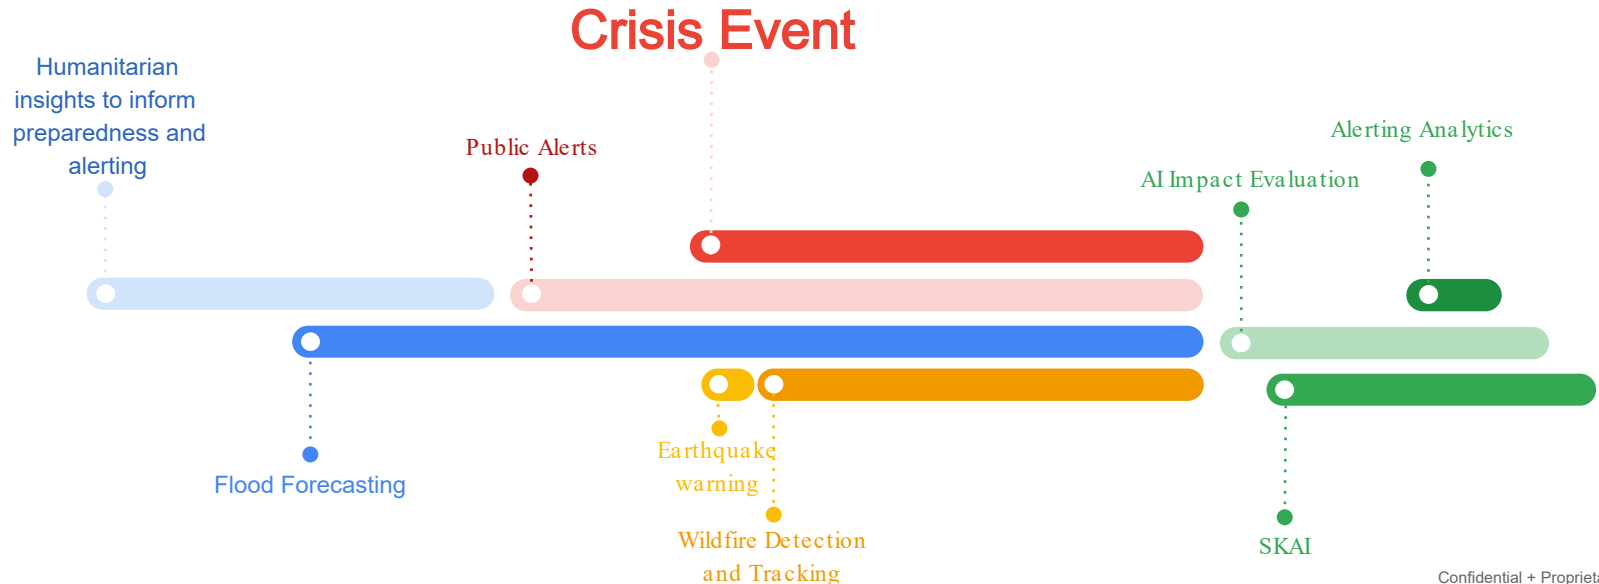 Crisis Event
Humanitarian
insights to inform
preparedness and
alerting
Public Alerts
Alerting Analytics
AI Impact Evaluation
Earthquake
warning
Flood Forecasting
Wildfire Detection
and Tracking
SKAI
Confidential +